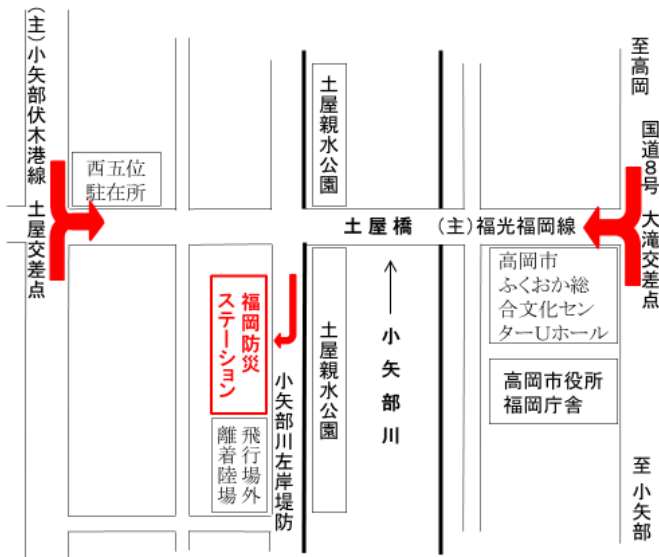 (主)小矢部伏木港線
土屋交差点
西五位
駐在所
土屋親水公園
至高岡
国道8号
大滝交差点
土屋橋
(主)福光福岡線
高岡市
ふくおか総
合文化セン
ターUホール
福岡防災
ステーション
小矢部川左岸堤防
土屋親水公園
小矢部川
高岡市役所
福岡庁舎
飛行場外
離着陸場
至小矢部